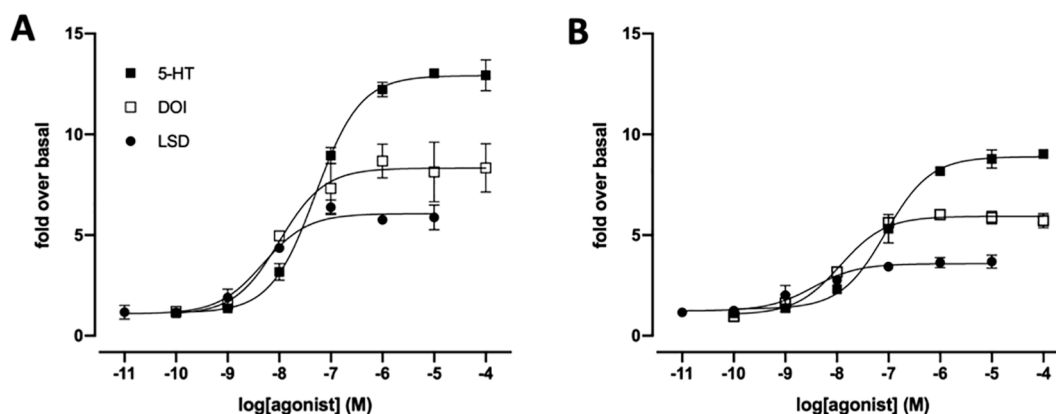 A
15
10
5
0
fold over basal
5-HT
DOI
LSD
-11 -10 -9 -8 -7 -6 -5 -4
log[agonist] (M)
B
15
10
5
0
fold over basal
-11 -10 -9 -8 -7 -6 -5 -4
log[agonist] (M)